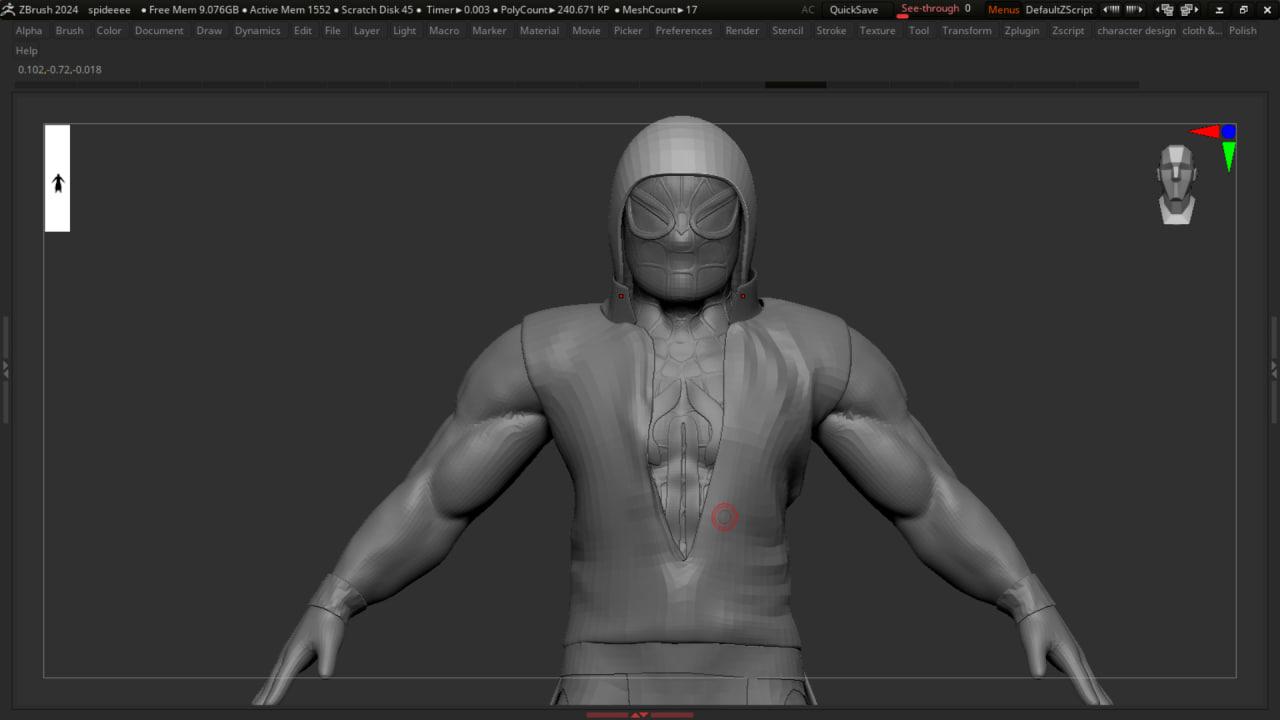 ZBrush 2024 spideeee ● Free Mem 9.076GB ● Active Mem 1552 ● Scratch Disk 45 ● Timer►0.003 ● PolyCount►240.671 KP ● MeshCount►17 AC QuickSave See-through 0 Menus DefaultZScript
Alpha Brush Color Document Draw Dynamics Edit File Layer Light Macro Marker Material Movie Picker Preferences Render Stencil Stroke Texture Tool Transform Zplugin Zscript character design cloth &... Polish
Help
0.102,-0.72,-0.018